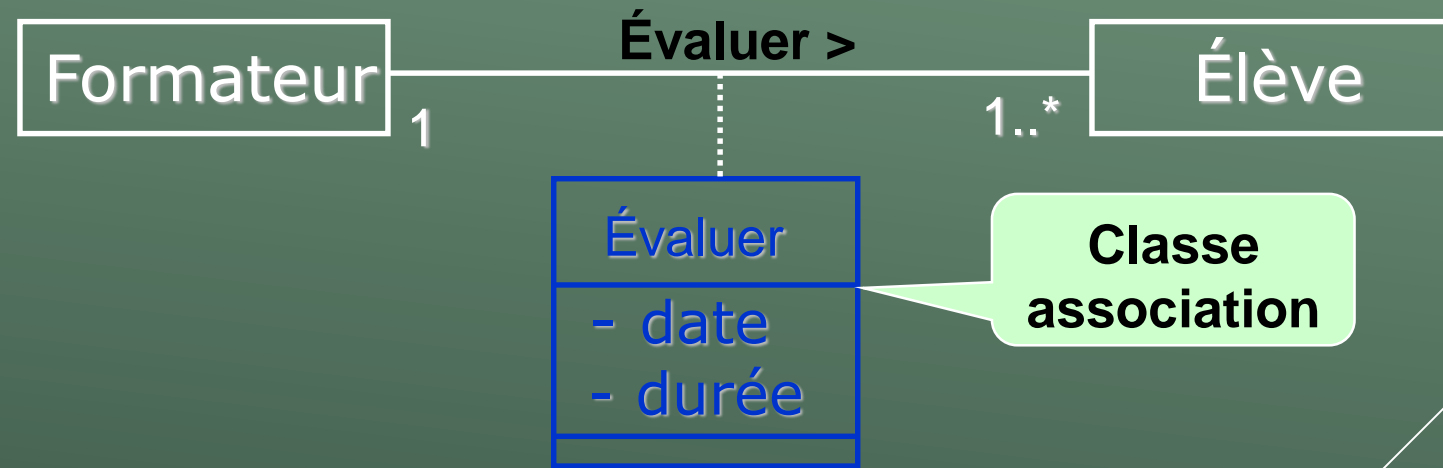 Évaluer >
Formateur
Élève
1
1..*
Évaluer
- date
- durée
Classe
association